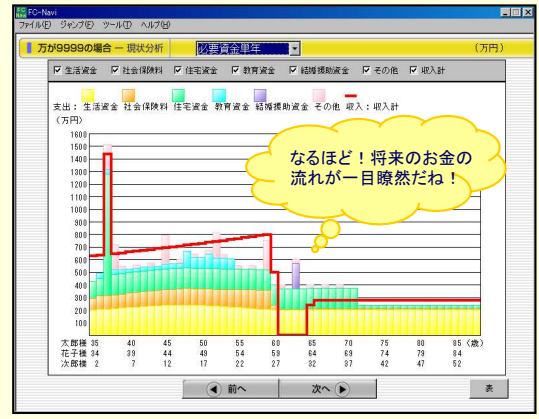 FC-Navi
ファイル(F) ジャンプ(E) ツール(T) ヘルプ(H)
万が9999の場合 － 現状分析 必要資金単年 (万円)
生活資金 社会保険料 住宅資金 教育資金 結婚援助資金 その他 収入計
支出： 生活資金 社会保険料 住宅資金 教育資金 結婚援助資金 その他 収入：収入計
(万円)
1600
1500
1400
1300
1200
1100
1000
900
800
700
600
500
400
300
200
100
なるほど！将来のお金の
流れが一目瞭然だね！
太郎様 35 40 45 50 55 60 65 70 75 80 85 (歳)
花子様 34 39 44 49 54 59 64 69 74 79 84
次郎様 2 7 12 17 22 27 32 37 42 47 52
前へ 次へ 表